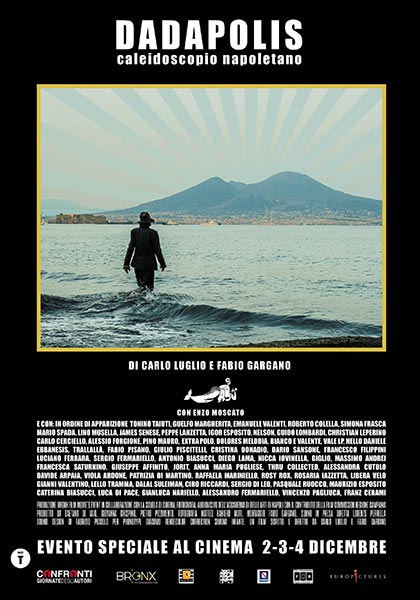 DADAPOLIS
caleidoscopio napoletano
DI CARLO LUGLIO E FABIO GARGANO
CON ENZO MOSCATO
E CON: IN ORDINE DI APPARIZIONE TONINO TAIUTI, GUELFO MARGHERITA, EMANUELE VALENTI, ROBERTO COLELLA, SIMONA FRASCA
MARIO SPADA, LINO MUSELLA, JAMES SENESE, PEPPE LANZETTA, IGOR ESPOSITO, NELSON, GUIDO LOMBARDI, CHRISTIAN LEPERINO
CARLO CERCIELLO, ALESSIO FORGIONE, PINO MAURO, EXTRAPOLO, DOLORES MELODIA, BIANCO E VALENTE, VALE LP, NELLO DANIELE
EBBANESIS, TRALLALLÀ, FABIO PISANO, GIULIO PISCITELLI, CRISTINA DONADIO, DARIO SANSONE, FRANCESCO FILIPPINI
LUCIANO FERRARA, SERGIO FERMARIELLO, ANTONIO BIASUCCI, DIEGO LAMA, NICCA IOVINELLA, GIGLIO, MASSIMO ANDREI
FRANCESCA SATURNINO, GIUSEPPE AFFINITO, JORIT, ANNA MARIA PUGLIESE, THRU COLLECTED, ALESSANDRA CUTOLO
DAVIDE ARPAIA, VIOLA ARDONE, PATRIZIA DI MARTINO, RAFFAELLA MARINIELLO, ROSY ROX, ROSARIA IAZZETTA, LIBERA VELO
GIANNI VALENTINO, LELLO TRAMMA, DALAL SULEIMAN, CIRO RICCARDI, SERGIO DI LEO, PASQUALE RUOCCO, MAURIZIO ESPOSITO
CATERINA BIASIUCCI, LUCA DI PACE, GIANLUCA NARIELLO, ALESSANDRO FERMARIELLO, VINCENZO PAGLIUCA, FRANZ CERAMI
EVENTO SPECIALE AL CINEMA 2-3-4 DICEMBRE
T
CONFRONTI
GIORNATE DEGLI AUTORI
BRONX
EUROPICTURES